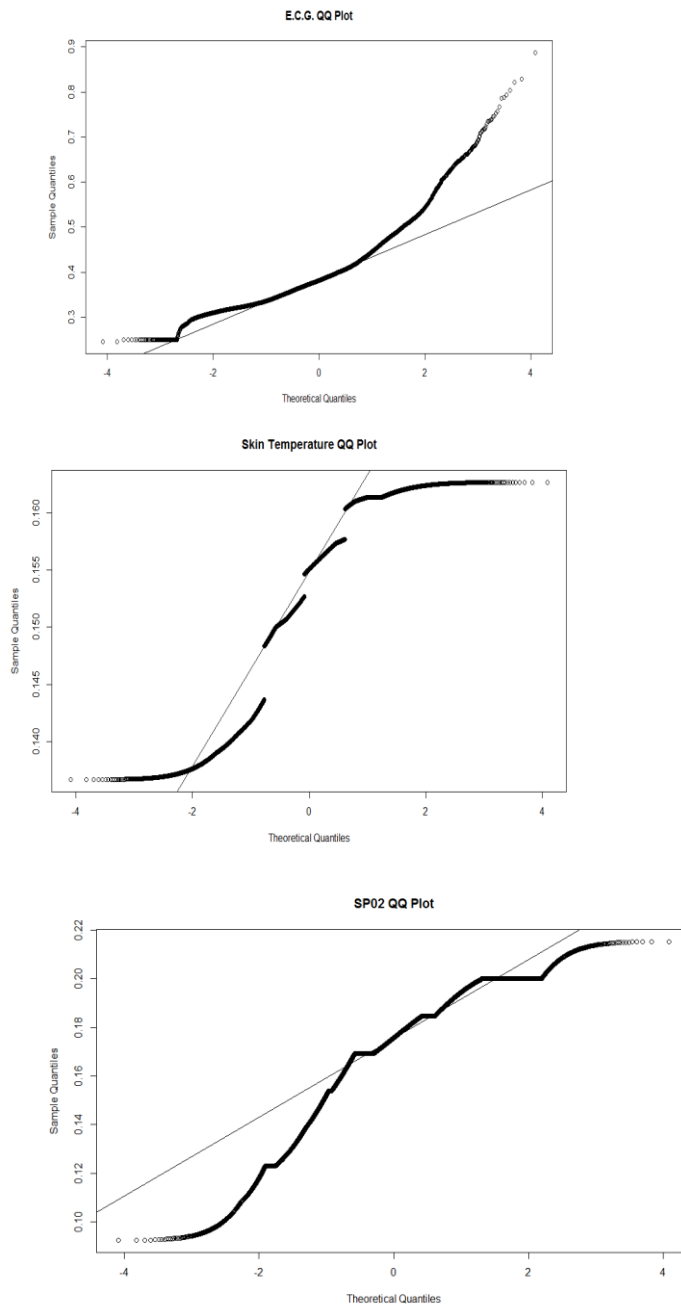 E.C.G. QQ Plot
0.9
0.8
0.7
0.6
0.5
0.4
0.3
Sample Quantiles
-4 -2 0 2 4
Theoretical Quantiles
Skin Temperature QQ Plot
0.160
0.155
0.150
0.145
0.140
Sample Quantiles
-4 -2 0 2 4
Theoretical Quantiles
SP02 QQ Plot
0.22
0.20
0.18
0.16
0.14
0.12
0.10
Sample Quantiles
-4 -2 0 2 4
Theoretical Quantiles